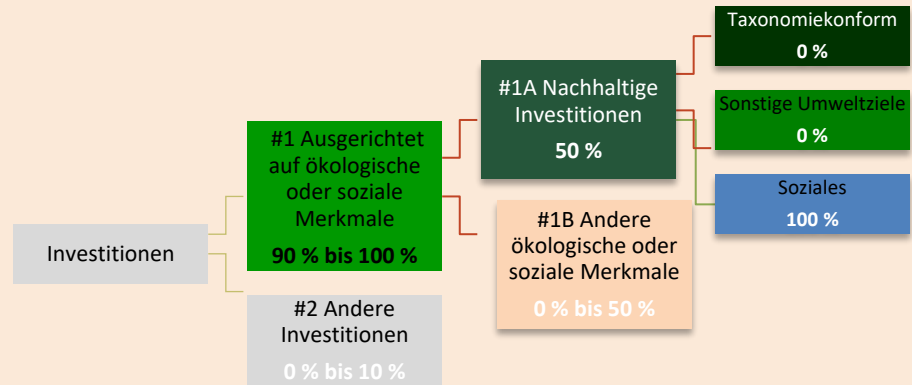 Investitionen
#1 Ausgerichtet
auf ökologische
oder soziale
Merkmale
90 % bis 100 %
#2 Andere
Investitionen
0 % bis 10 %
#1A Nachhaltige
Investitionen
50 %
#1B Andere
ökologische oder
soziale Merkmale
0 % bis 50 %
Taxonomiekonform
0 %
Sonstige Umweltziele
0 %
Soziales
100 %